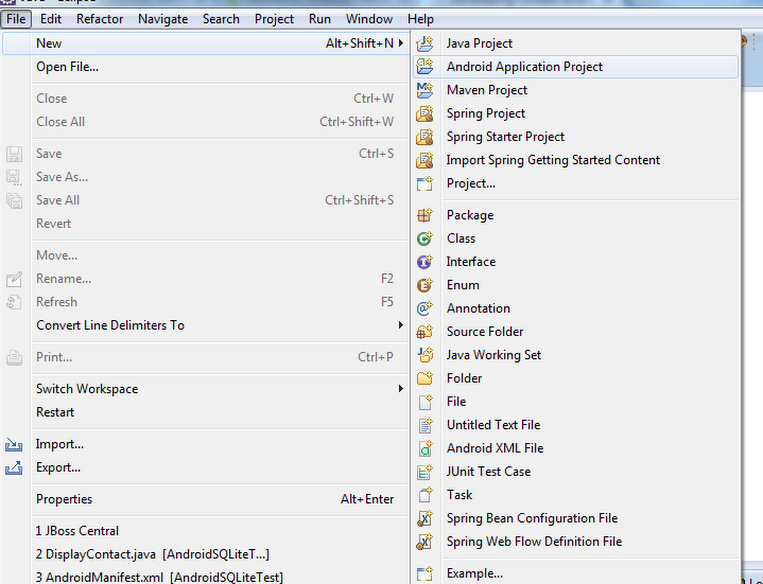 File Edit Refactor Navigate Search Project Run Window Help
New Alt+Shift+N
Open File...
Close Ctrl+W
Close All Ctrl+Shift+W
Save Ctrl+S
Save As...
Save All Ctrl+Shift+S
Revert
Move...
Rename... F2
Refresh F5
Convert Line Delimiters To
Print... Ctrl+P
Switch Workspace
Restart
Import...
Export...
Properties Alt+Enter
1 JBoss Central
2 DisplayContact.java [AndroidSQLiteT...]
3 AndroidManifest.xml [AndroidSQLiteTest]
Java Project
Android Application Project
Maven Project
Spring Project
Spring Starter Project
Import Spring Getting Started Content
Project...
Package
Class
Interface
Enum
Annotation
Source Folder
Java Working Set
Folder
File
Untitled Text File
Android XML File
JUnit Test Case
Task
Spring Bean Configuration File
Spring Web Flow Definition File
Example...